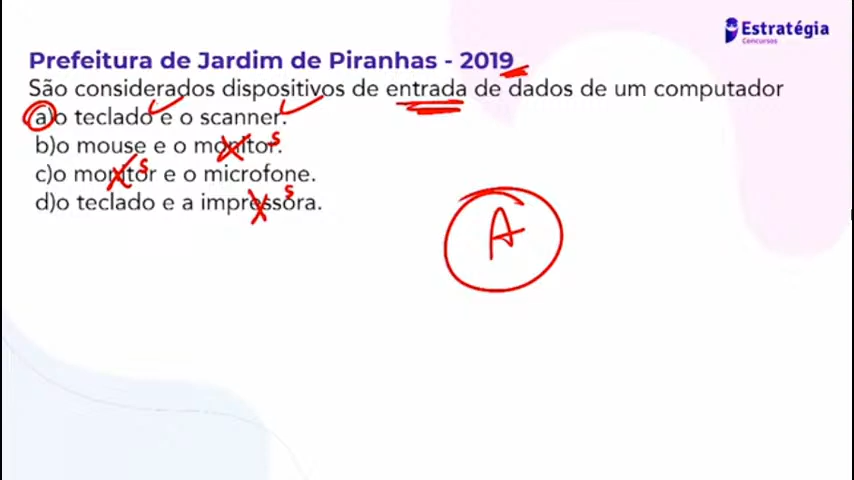 Estratégia
Concursos
Prefeitura de Jardim de Piranhas - 2019
São considerados dispositivos de entrada de dados de um computador
a)o teclado e o scanner.
b)o mouse e o monitor. s
c)o monitor e o microfone. s
d)o teclado e a impressora. s
A